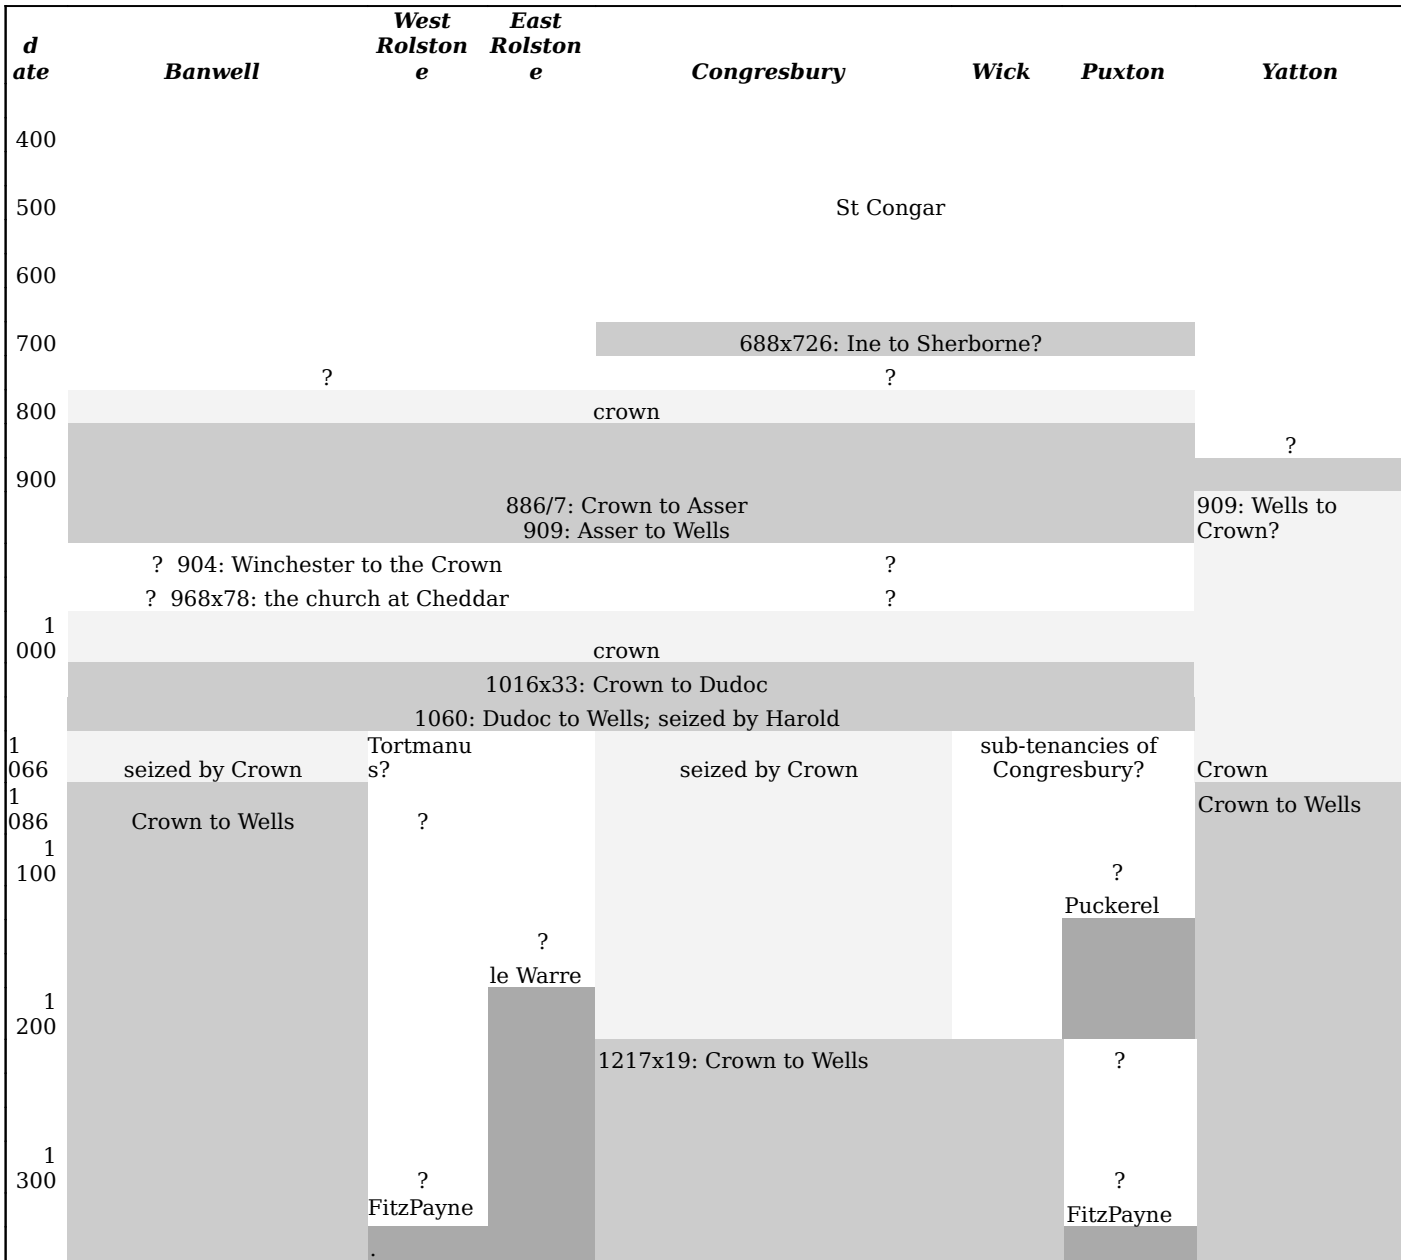 d
ate
Banwell
West
Rolston
e
East
Rolston
e
Congresbury
Wick
Puxton
Yatton
400
500
St Congar
600
700
688x726: Ine to Sherborne?
?
?
800
crown
?
900
886/7: Crown to Asser
909: Asser to Wells
909: Wells to
Crown?
? 904: Winchester to the Crown
?
? 968x78: the church at Cheddar
?
1
000
crown
1016x33: Crown to Dudoc
1060: Dudoc to Wells; seized by Harold
1
066
seized by Crown
Tortmanu
s?
seized by Crown
sub-tenancies of
Congresbury?
Crown
1
086
Crown to Wells
?
Crown to Wells
1
100
?
Puckerel
?
le Warre
1
200
1217x19: Crown to Wells
?
1
300
?
?
FitzPayne
FitzPayne
.